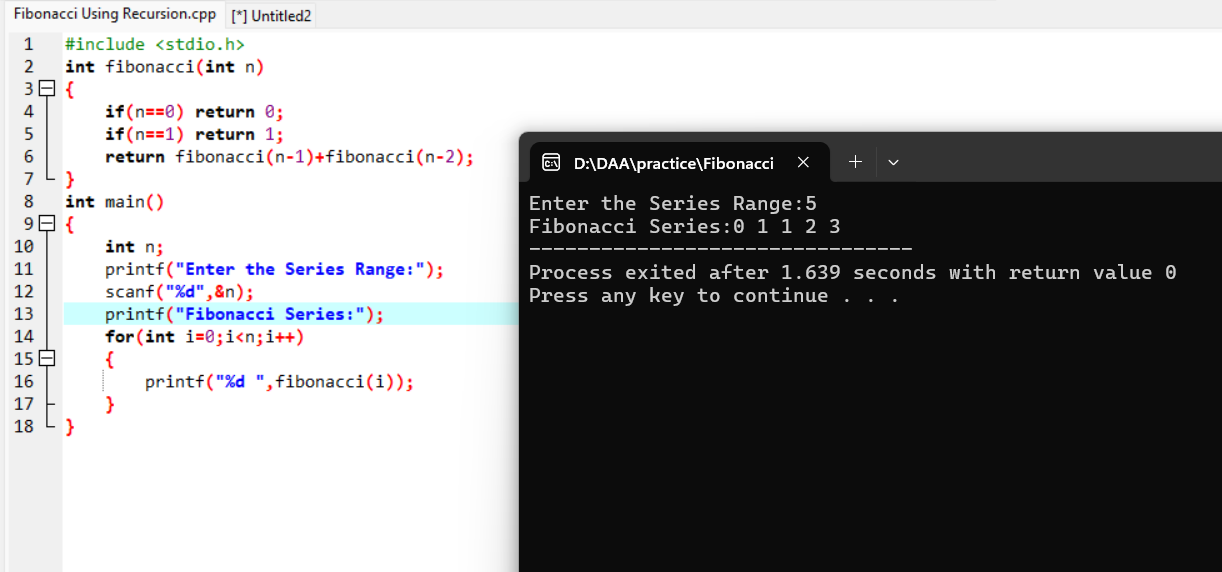 Fibonacci Using Recursion.cpp [*] Untitled2
1 #include <stdio.h>
2 int fibonacci(int n)
3 {
4 if(n==0) return 0;
5 if(n==1) return 1;
6 return fibonacci(n-1)+fibonacci(n-2);
7 }
8 int main()
9 {
10 int n;
11 printf("Enter the Series Range:");
12 scanf("%d",&n);
13 printf("Fibonacci Series:");
14 for(int i=0;i<n;i++)
15 {
16 printf("%d ",fibonacci(i));
17 }
18 }
D:\DAA\practice\Fibonacci
Enter the Series Range:5
Fibonacci Series:0 1 1 2 3
--------------------------------
Process exited after 1.639 seconds with return value 0
Press any key to continue . . .